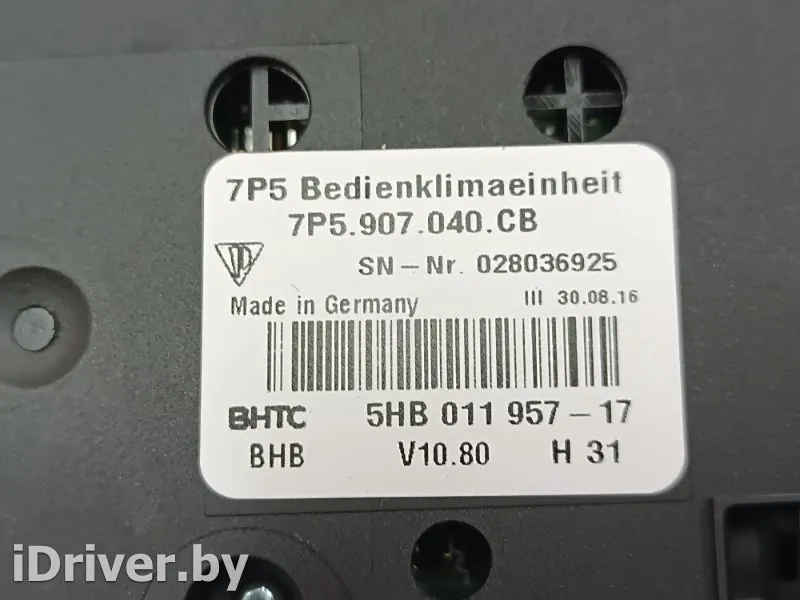 7P5 Bedienklimaeinheit
7P5.907.040.CB
SN-Nr. 028036925
Made in Germany III 30.08.16
BHTC 5HB 011 957-17
BHB V10.80 H 31
iDriver.by